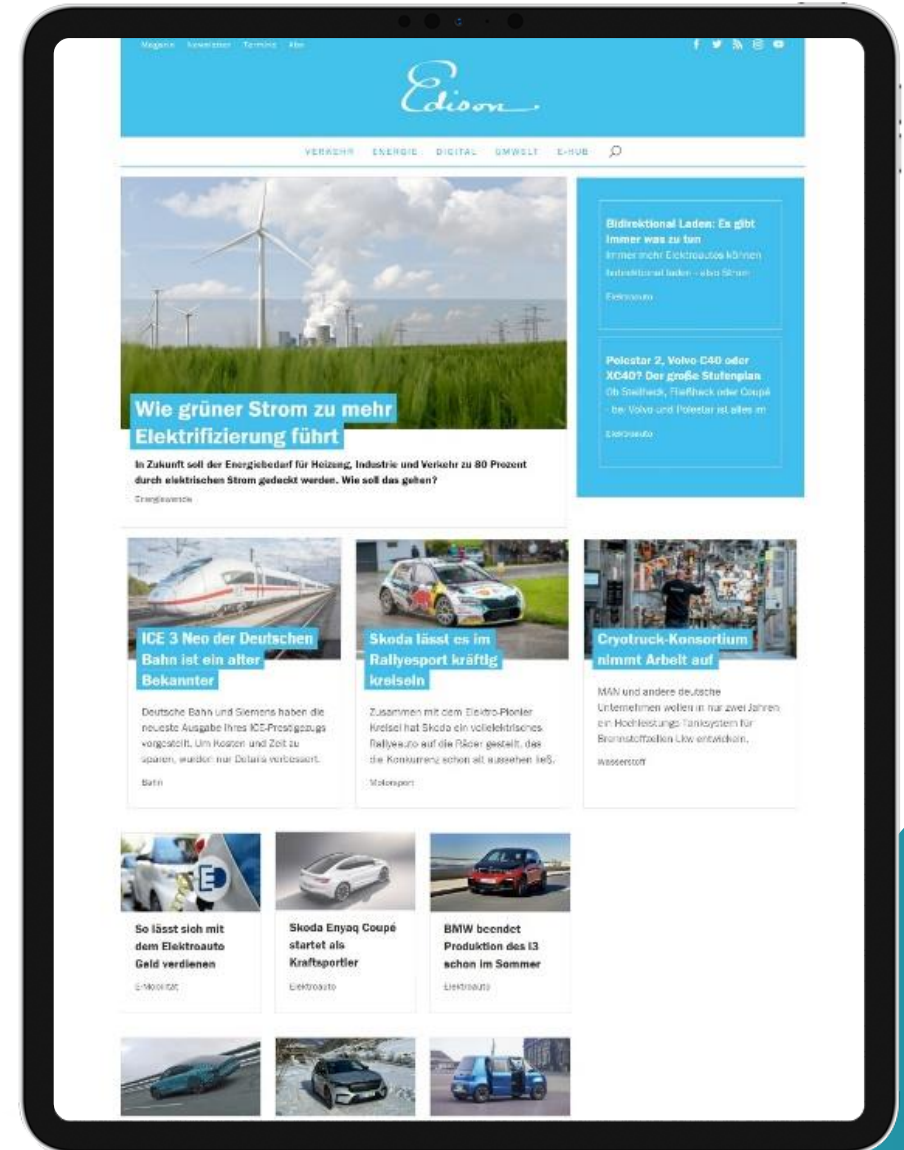 Magazin Newsletter Termine Abo
Edison
VERKEHR ENERGIE DIGITAL UMWELT E-HUB
Wie grüner Strom zu mehr
Elektrifizierung führt
In Zukunft soll der Energiebedarf für Heizung, Industrie und Verkehr zu 80 Prozent
durch elektrischen Strom gedeckt werden. Wie soll das gehen?
Energiewende
Bidirektional Laden: Es gibt
immer was zu tun
Immer mehr Elektroautos können
bidirektional laden - also Strom
Elektroauto
Polestar 2, Volvo C40 oder
XC40? Der große Stufenplan
Ob Steilheck, Fließheck oder Coupé
- bei Volvo und Polestar ist alles im
Elektroauto
ICE 3 Neo der Deutschen
Bahn ist ein alter
Bekannter
Deutsche Bahn und Siemens haben die
neueste Ausgabe ihres ICE-Prestigezugs
vorgestellt. Um Kosten und Zeit zu
sparen, wurden nur Details verbessert.
Bahn
Skoda lässt es im
Rallyesport kräftig
kreiseln
Zusammen mit dem Elektro-Pionier
Kreisel hat Skoda ein vollelektrisches
Rallyeauto auf die Räder gestellt, das
die Konkurrenz schon alt aussehen ließ.
Motorsport
Cryotruck-Konsortium
nimmt Arbeit auf
MAN und andere deutsche
Unternehmen wollen in nur zwei Jahren
ein Hochleistungs-Tanksystem für
Brennstoffzellen-Lkw entwickeln.
Wasserstoff
So lässt sich mit
dem Elektroauto
Geld verdienen
E-Mobilität
Skoda Enyaq Coupé
startet als
Kraftsportler
Elektroauto
BMW beendet
Produktion des i3
schon im Sommer
Elektroauto